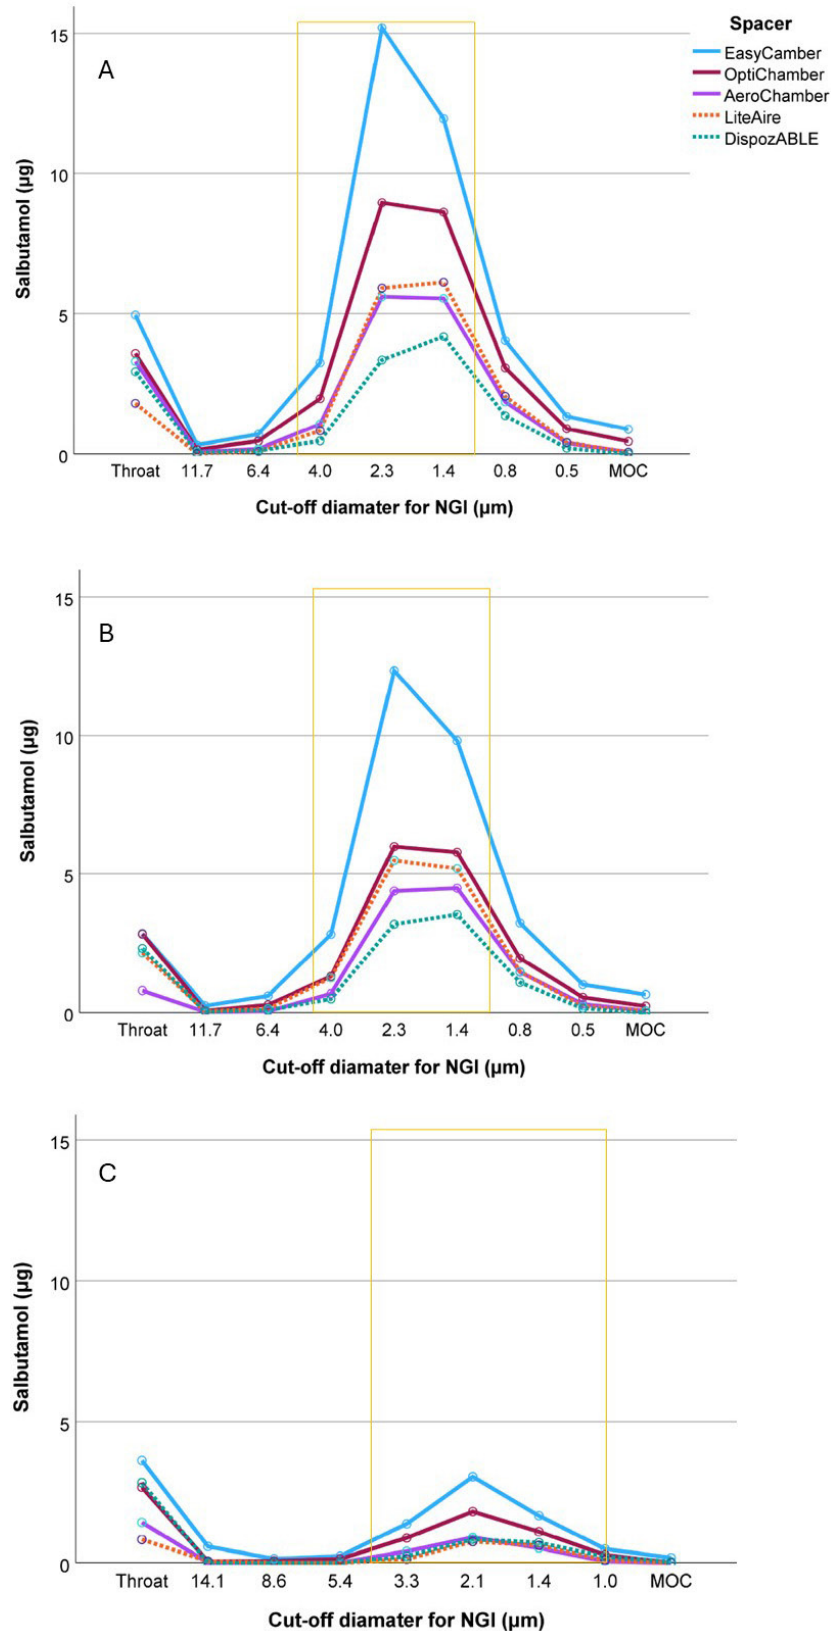 Spacer
EasyCamber
OptiChamber
AeroChamber
LiteAire
DispozABLE
A
Salbutamol (µg)
15
10
5
0
Throat 11.7 6.4 4.0 2.3 1.4 0.8 0.5 MOC
Cut-off diamater for NGI (µm)
B
Salbutamol (µg)
15
10
5
0
Throat 11.7 6.4 4.0 2.3 1.4 0.8 0.5 MOC
Cut-off diamater for NGI (µm)
C
Salbutamol (µg)
15
10
5
0
Throat 14.1 8.6 5.4 3.3 2.1 1.4 1.0 MOC
Cut-off diamater for NGI (µm)